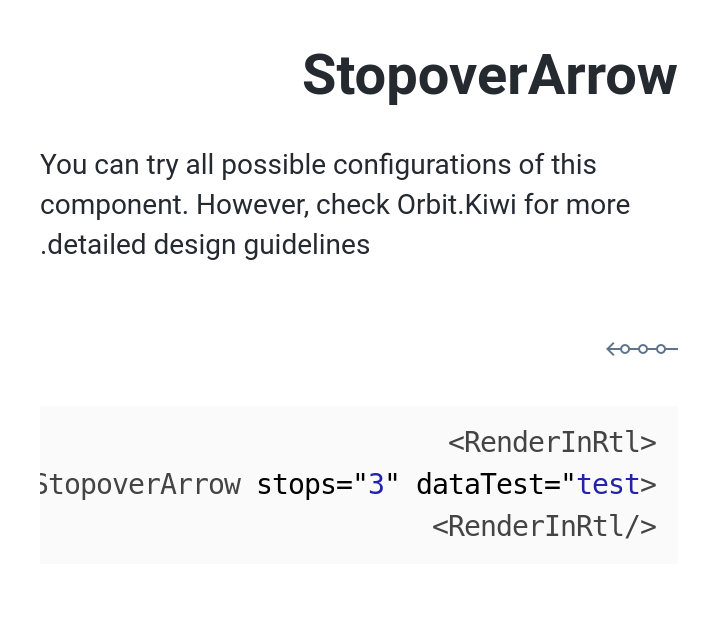 StopoverArrow
You can try all possible configurations of this
component. However, check Orbit.Kiwi for more
.detailed design guidelines
<RenderInRtl>
StopoverArrow stops="3" dataTest="test>
<RenderInRtl/>